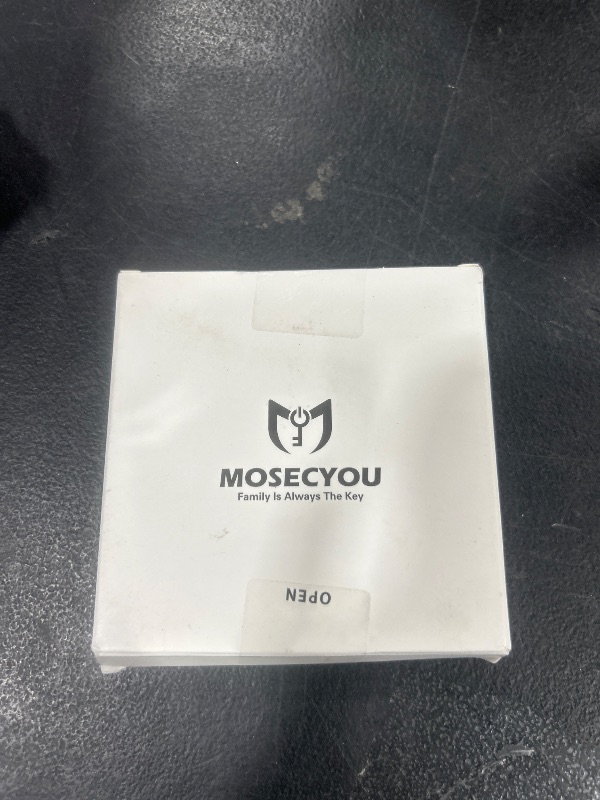 MOSECYOU
Family Is Always The Key
OPEN